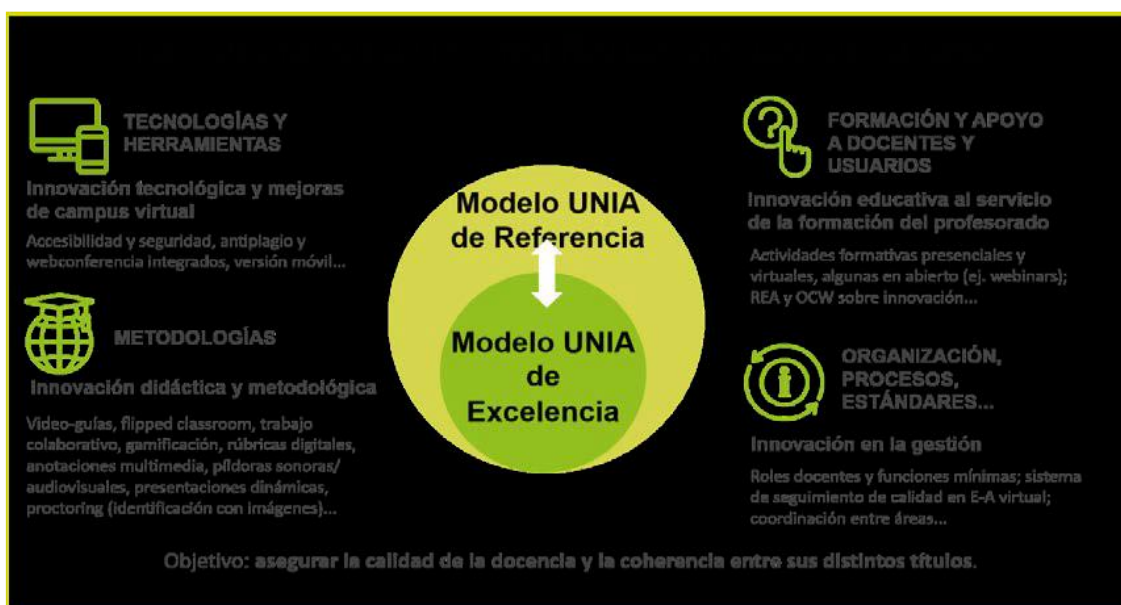 TECNOLOGÍAS Y
HERRAMIENTAS
Innovación tecnológica y mejoras
de campus virtual
Accesibilidad y seguridad, antiplagio y
webconferencia integrados, versión móvil...
METODOLOGÍAS
Innovación didáctica y metodológica
Video-guías, flipped classroom, trabajo
colaborativo, gamificación, rúbricas digitales,
anotaciones multimedia, píldoras sonoras/
audiovisuales, presentaciones dinámicas,
proctoring (identificación con imágenes)...
Modelo UNIA
de Referencia
Modelo UNIA
de
Excelencia
FORMACIÓN Y APOYO
A DOCENTES Y
USUARIOS
Innovación educativa al servicio
de la formación del profesorado
Actividades formativas presenciales y
virtuales, algunas en abierto (ej. webinars);
REA y OCW sobre innovación...
ORGANIZACIÓN,
PROCESOS,
ESTÁNDARES...
Innovación en la gestión
Roles docentes y funciones mínimas; sistema
de seguimiento de calidad en E-A virtual;
coordinación entre áreas...
Objetivo: asegurar la calidad de la docencia y la coherencia entre sus distintos títulos.